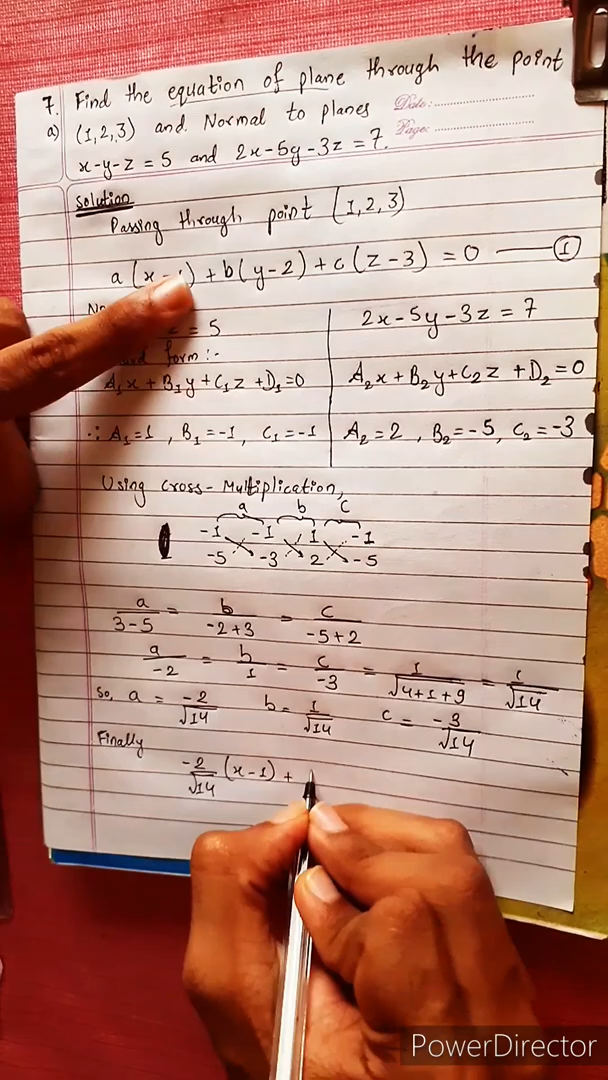 7. Find the equation of plane through the point
a) (1,2,3) and Normal to planes
Date:
x-y-z = 5 and 2x-5y-3z = 7.
Page:
Solution
Passing through point (1,2,3)
a(x-1) + b(y-2) + c(z-3) = 0 —— ①
= 5
2x-5y-3z = 7
form:-
A₁x + B₁y + C₁z + D₁ = 0
A₂x + B₂y + C₂z + D₂ = 0
∴ A₁ = 1, B₁ = -1, C₁ = -1
A₂ = 2, B₂ = -5, C₂ = -3
Using Cross-Multiplication,
a b c
-1 -1 1 -1
-5 -3 2 -5
a/(3-5) = b/(-2+3) = c/(-5+2)
a/-2 = b/1 = c/-3 = 1/√(4+1+9) = 1/√14
So, a = -2/√14 b = 1/√14 c = -3/√14
Finally
-2/√14 (x-1) +
PowerDirector